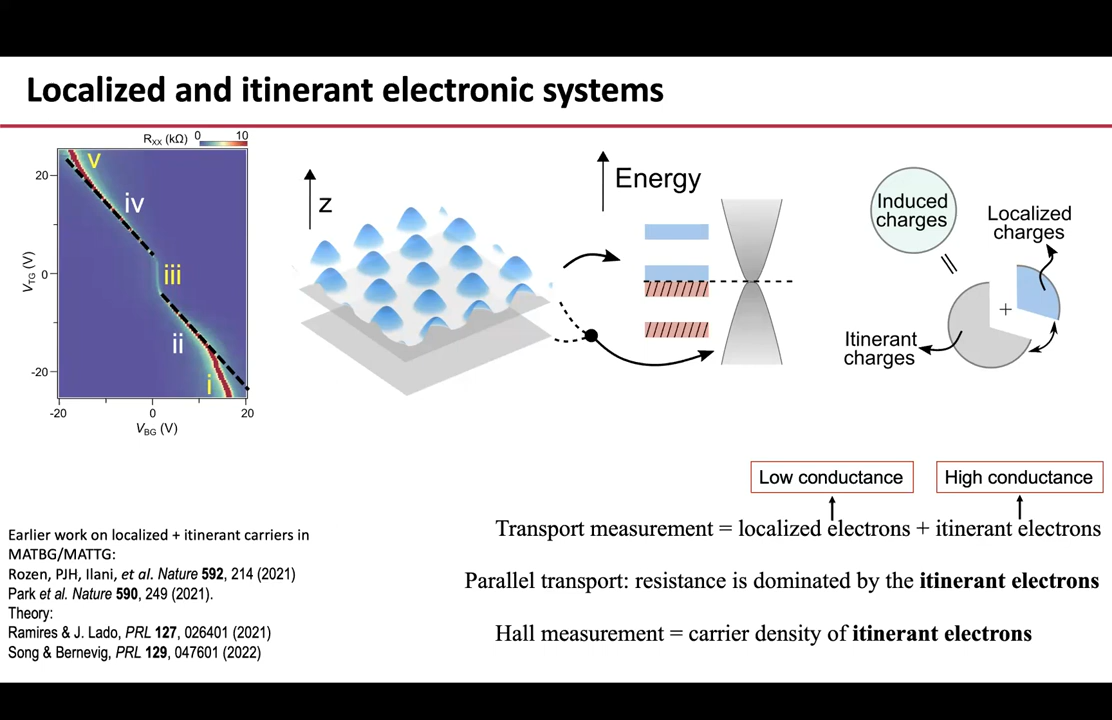 Localized and itinerant electronic systems
RXX (kΩ) 0 10
20
0
-20
VTG (V)
-20 0 20
VBG (V)
v
iv
iii
ii
i
z
Energy
Induced
charges
Localized
charges
=
+
Itinerant
charges
Low conductance
High conductance
Transport measurement = localized electrons + itinerant electrons
Parallel transport: resistance is dominated by the itinerant electrons
Hall measurement = carrier density of itinerant electrons
Earlier work on localized + itinerant carriers in
MATBG/MATTG:
Rozen, PJH, Ilani, et al. Nature 592, 214 (2021)
Park et al. Nature 590, 249 (2021).
Theory:
Ramires & J. Lado, PRL 127, 026401 (2021)
Song & Bernevig, PRL 129, 047601 (2022)